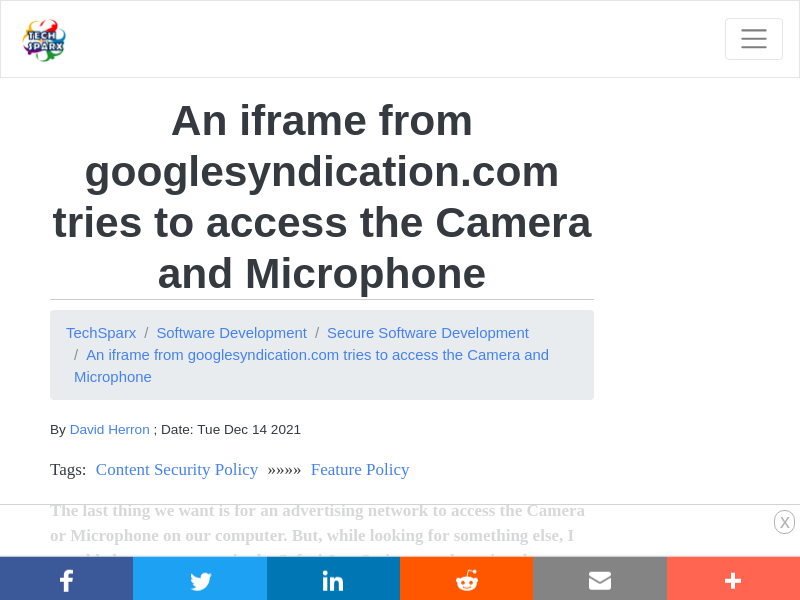 TECH
SPARX
An iframe from
googlesyndication.com
tries to access the Camera
and Microphone
TechSparx / Software Development / Secure Software Development
/ An iframe from googlesyndication.com tries to access the Camera and
Microphone
By David Herron ; Date: Tue Dec 14 2021
Tags: Content Security Policy »»»» Feature Policy
The last thing we want is for an advertising network to access the Camera
or Microphone on our computer. But, while looking for something else, I
X